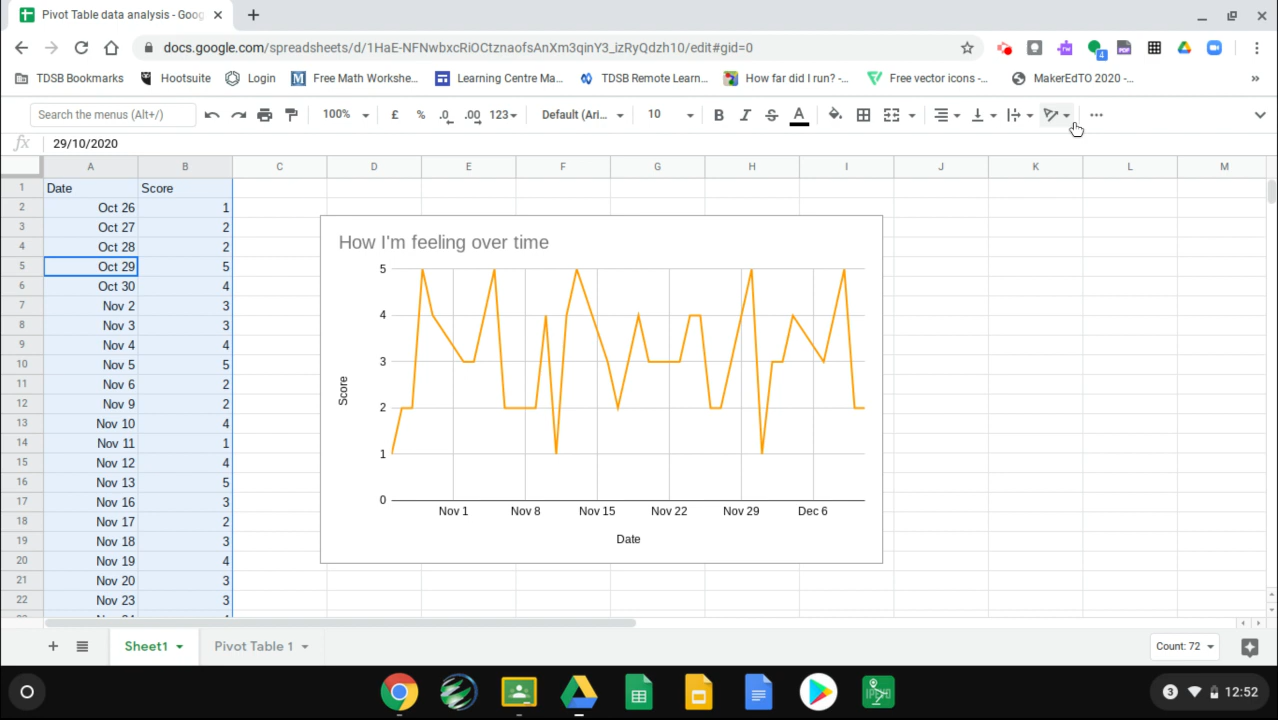 Pivot Table data analysis - Goog
docs.google.com/spreadsheets/d/1HaE-NFNwbxcRiOCtznaofsAnXm3qinY3_izRyQdzh10/edit#gid=0
4
PDF
TDSB Bookmarks
Hootsuite
Login
Free Math Workshe...
Learning Centre Ma...
TDSB Remote Learn...
How far did I run? -...
Free vector icons -...
MakerEdTO 2020 -...
Search the menus (Alt+/)
100%
£
%
.0
.00
123
Default (Ari...
10
B
I
S
A
fx
29/10/2020
A B C D E F G H I J K L M
1 Date Score
2 Oct 26 1
3 Oct 27 2
4 Oct 28 2
5 Oct 29 5
6 Oct 30 4
7 Nov 2 3
8 Nov 3 3
9 Nov 4 4
10 Nov 5 5
11 Nov 6 2
12 Nov 9 2
13 Nov 10 4
14 Nov 11 1
15 Nov 12 4
16 Nov 13 5
17 Nov 16 3
18 Nov 17 2
19 Nov 18 3
20 Nov 19 4
21 Nov 20 3
22 Nov 23 3
How I'm feeling over time
Score
5
4
3
2
1
0
Nov 1 Nov 8 Nov 15 Nov 22 Nov 29 Dec 6
Date
Sheet1
Pivot Table 1
Count: 72
3
12:52